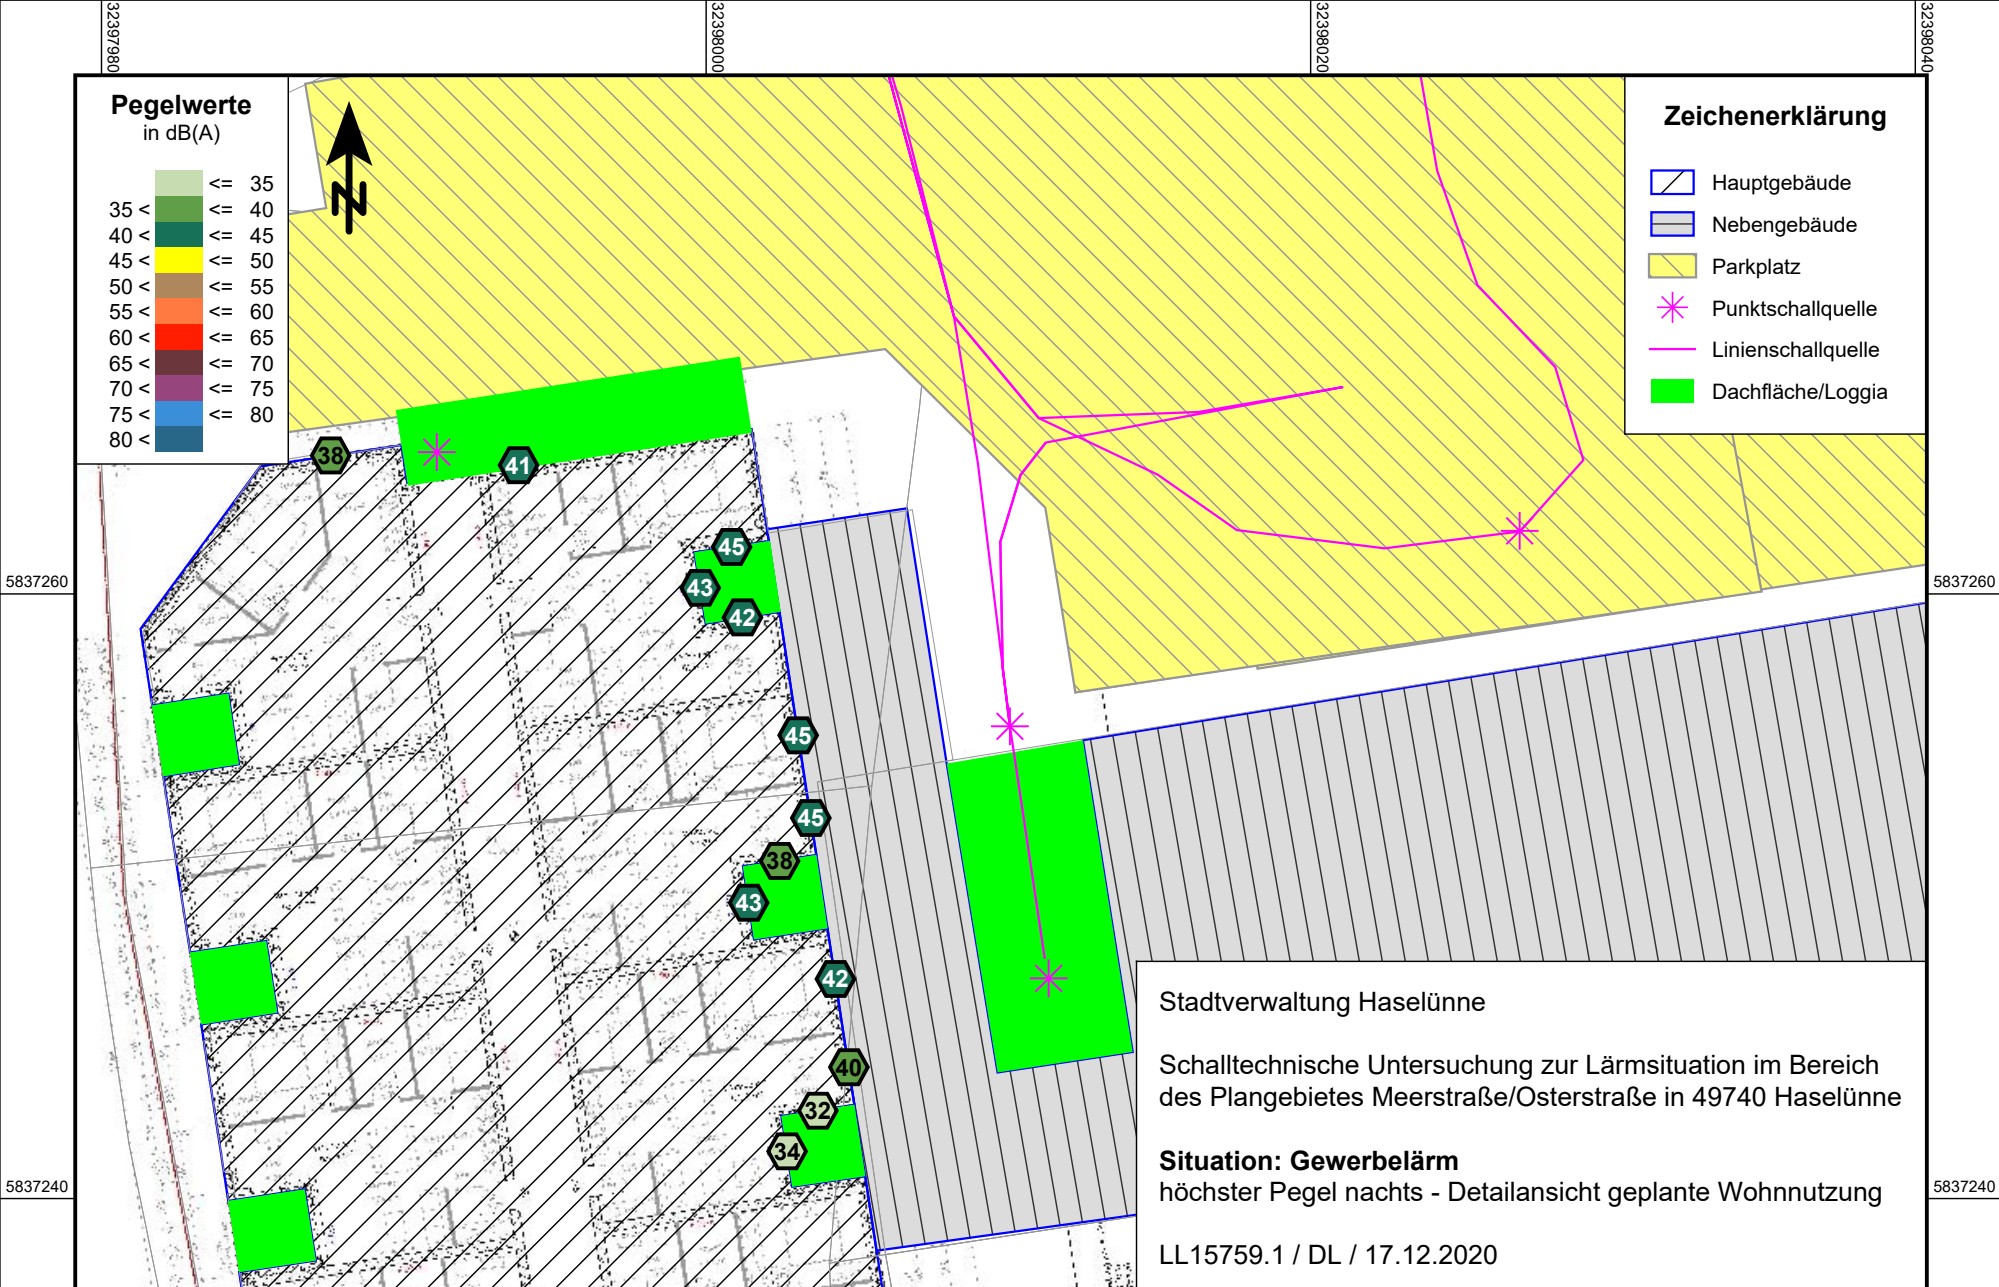 32397980
32398000
32398020
32398040
Pegelwerte
in dB(A)
<= 35
35 < <= 40
40 < <= 45
45 < <= 50
50 < <= 55
55 < <= 60
60 < <= 65
65 < <= 70
70 < <= 75
75 < <= 80
80 <
N
Zeichenerklärung
Hauptgebäude
Nebengebäude
Parkplatz
Punktschallquelle
Linienschallquelle
Dachfläche/Loggia
38
41
45
43
42
5837260
5837260
45
45
38
43
42
40
32
34
5837240
5837240
Stadtverwaltung Haselünne
Schalltechnische Untersuchung zur Lärmsituation im Bereich
des Plangebietes Meerstraße/Osterstraße in 49740 Haselünne
Situation: Gewerbelärm
höchster Pegel nachts - Detailansicht geplante Wohnnutzung
LL15759.1 / DL / 17.12.2020